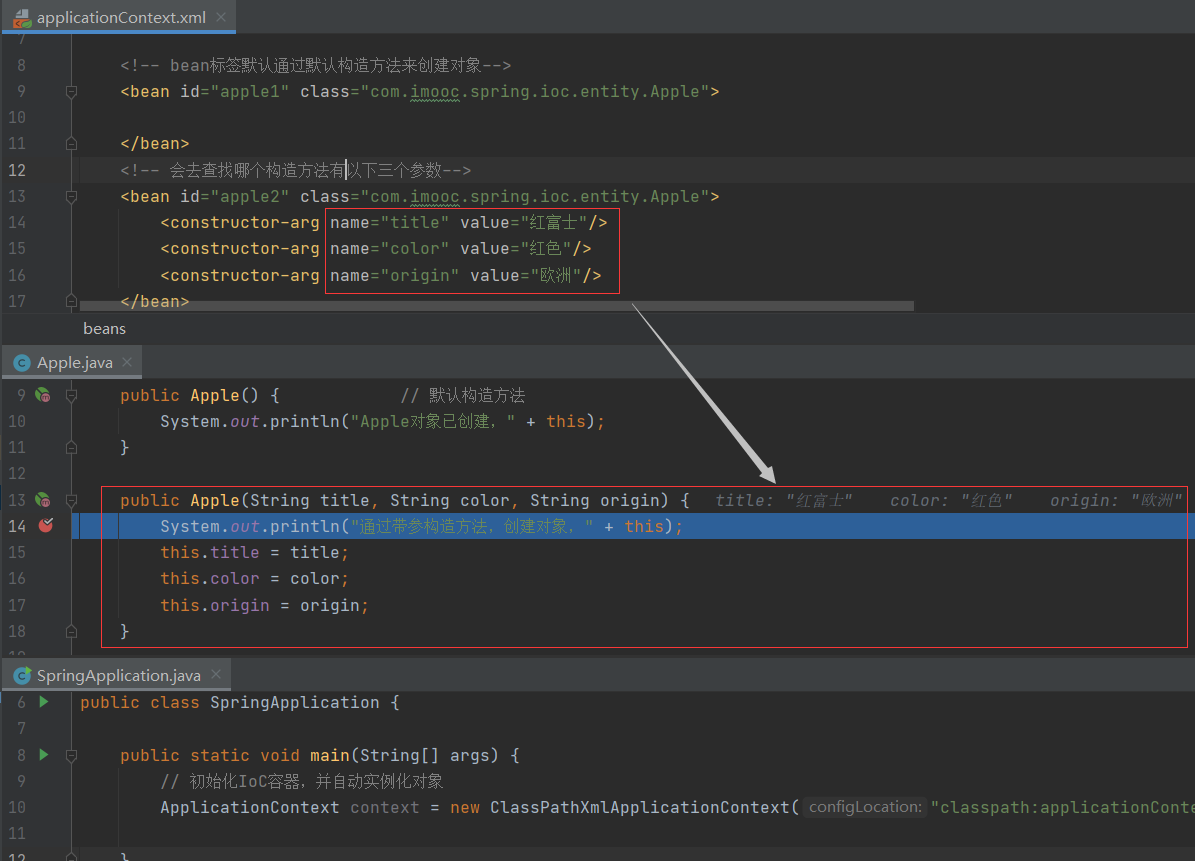 applicationContext.xml
7
8 <!-- bean标签默认通过默认构造方法来创建对象-->
9 <bean id="apple1" class="com.imooc.spring.ioc.entity.Apple">
10
11 </bean>
12 <!-- 会去查找哪个构造方法有以下三个参数-->
13 <bean id="apple2" class="com.imooc.spring.ioc.entity.Apple">
14 <constructor-arg name="title" value="红富士"/>
15 <constructor-arg name="color" value="红色"/>
16 <constructor-arg name="origin" value="欧洲"/>
17 </bean>
beans
Apple.java
9 public Apple() { // 默认构造方法
10 System.out.println("Apple对象已创建，" + this);
11 }
12
13 public Apple(String title, String color, String origin) { title: "红富士" color: "红色" origin: "欧洲"
14 System.out.println("通过带参构造方法，创建对象，" + this);
15 this.title = title;
16 this.color = color;
17 this.origin = origin;
18 }
SpringApplication.java
6 public class SpringApplication {
7
8 public static void main(String[] args) {
9 // 初始化IoC容器，并自动实例化对象
10 ApplicationContext context = new ClassPathXmlApplicationContext( configLocation: "classpath:applicationConte
11
12 }